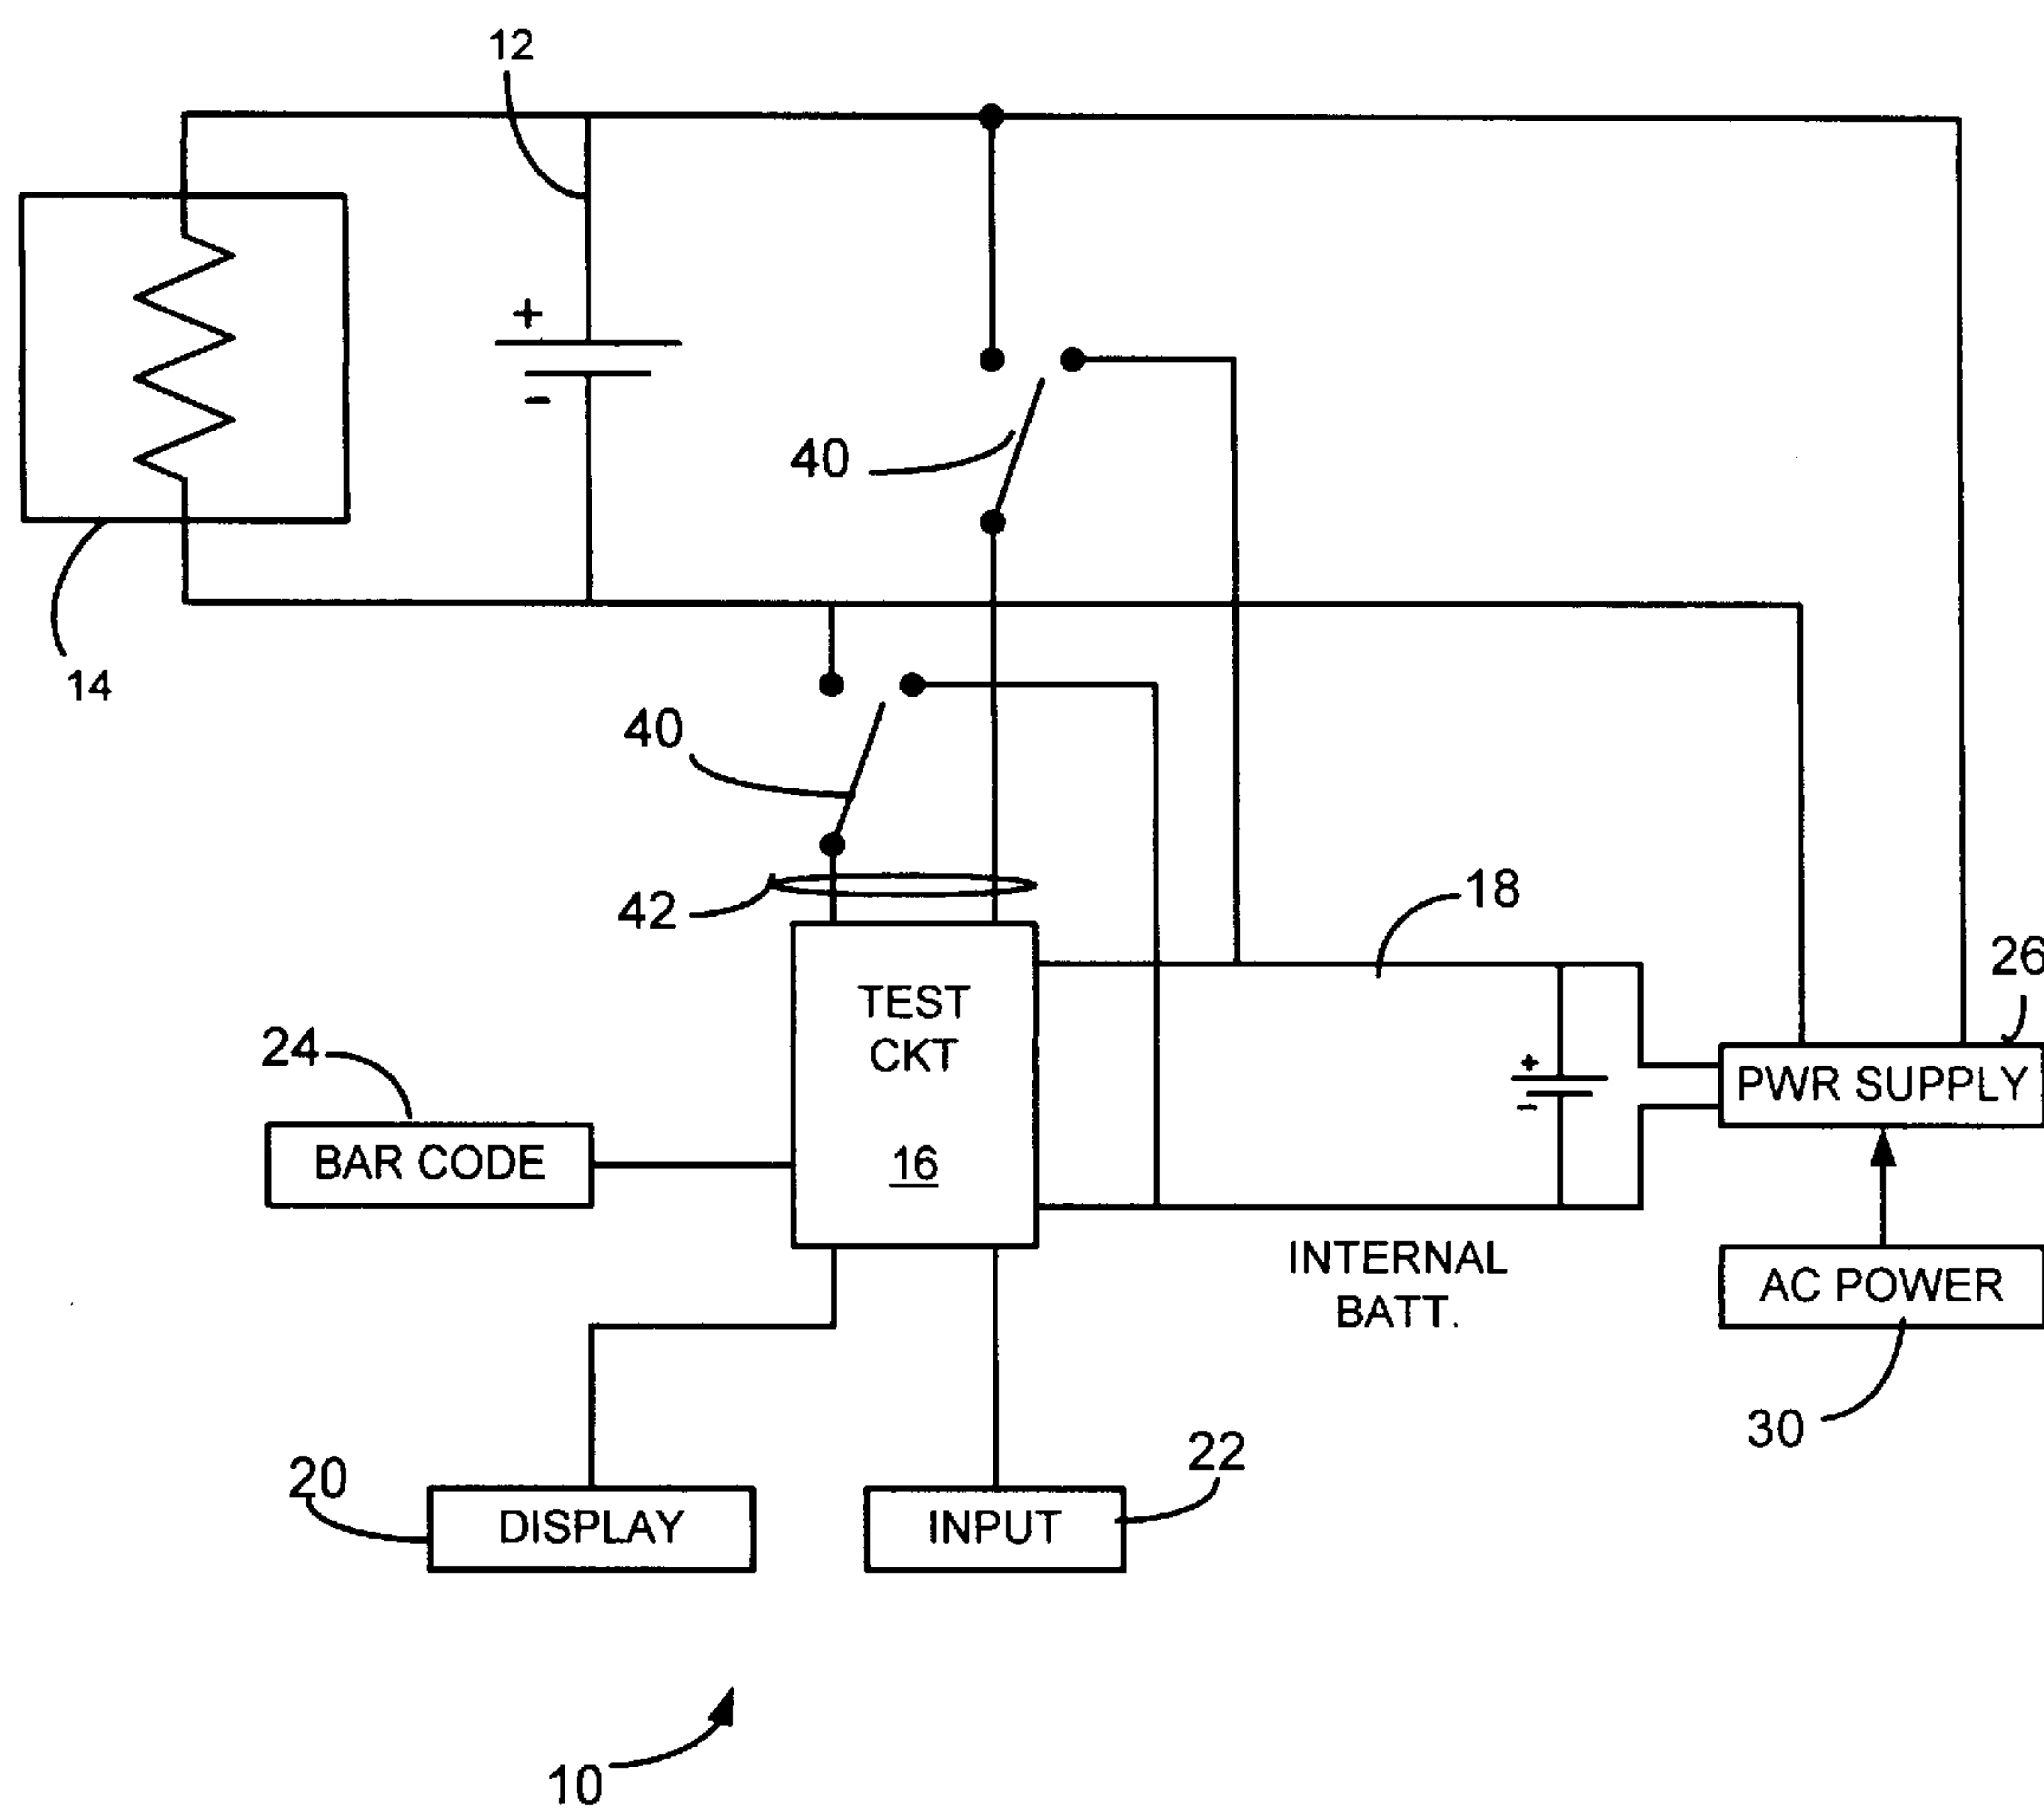 12
+
-
40
14
40
42
18
26
TEST
CKT
16
+
-
PWR SUPPLY
24
BAR CODE
INTERNAL
BATT.
AC POWER
30
20
DISPLAY
22
INPUT
10